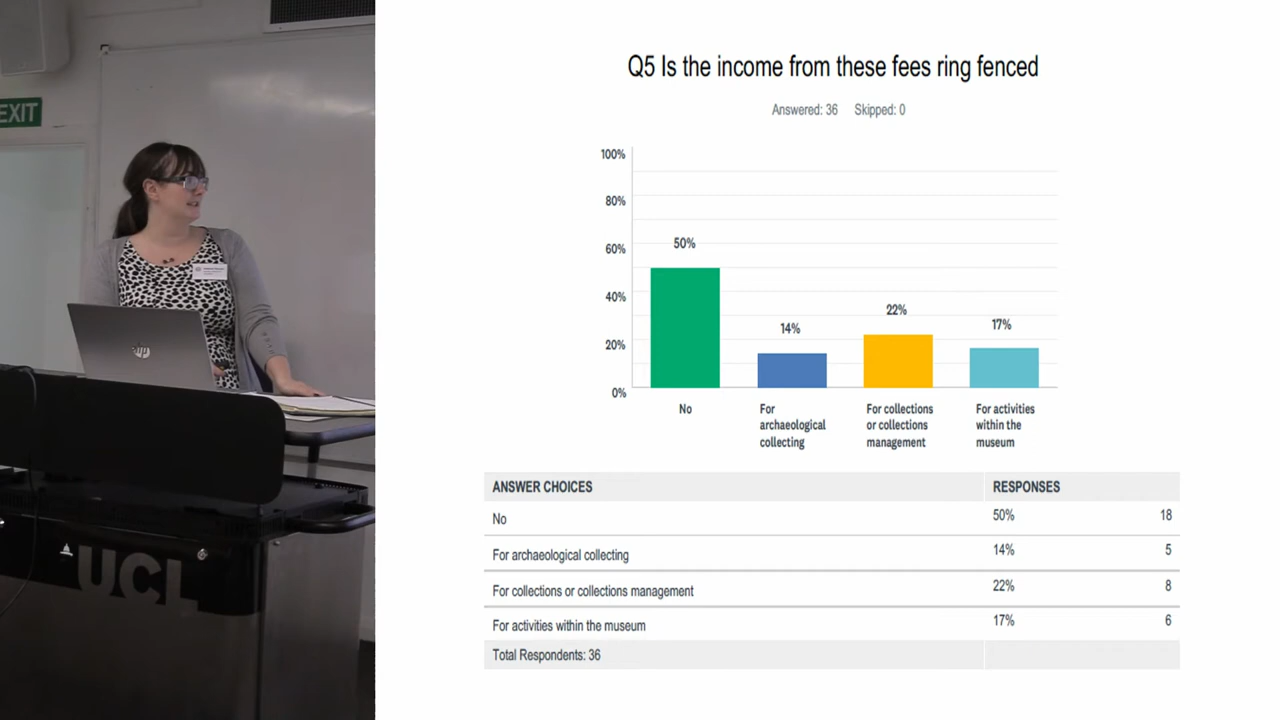 EXIT
hp
UCL
Q5 Is the income from these fees ring fenced
Answered: 36 Skipped: 0
100%
80%
60%
40%
20%
0%
50%
14%
22%
17%
No
For
archaeological
collecting
For collections
or collections
management
For activities
within the
museum
ANSWER CHOICES RESPONSES
No 50% 18
For archaeological collecting 14% 5
For collections or collections management 22% 8
For activities within the museum 17% 6
Total Respondents: 36